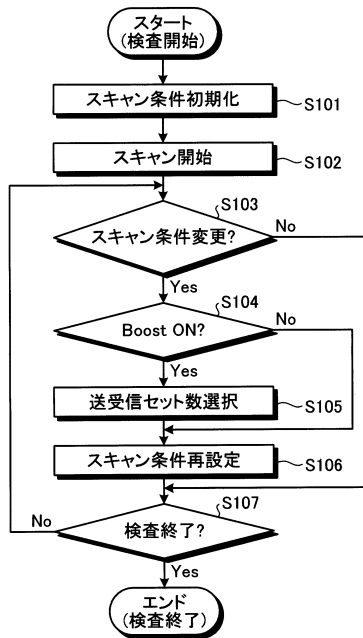 スタート
(検査開始)
スキャン条件初期化
S101
スキャン開始
S102
S103
スキャン条件変更?
No
Yes
S104
Boost ON?
No
Yes
送受信セット数選択
S105
スキャン条件再設定
S106
S107
No
検査終了?
Yes
エンド
(検査終了)